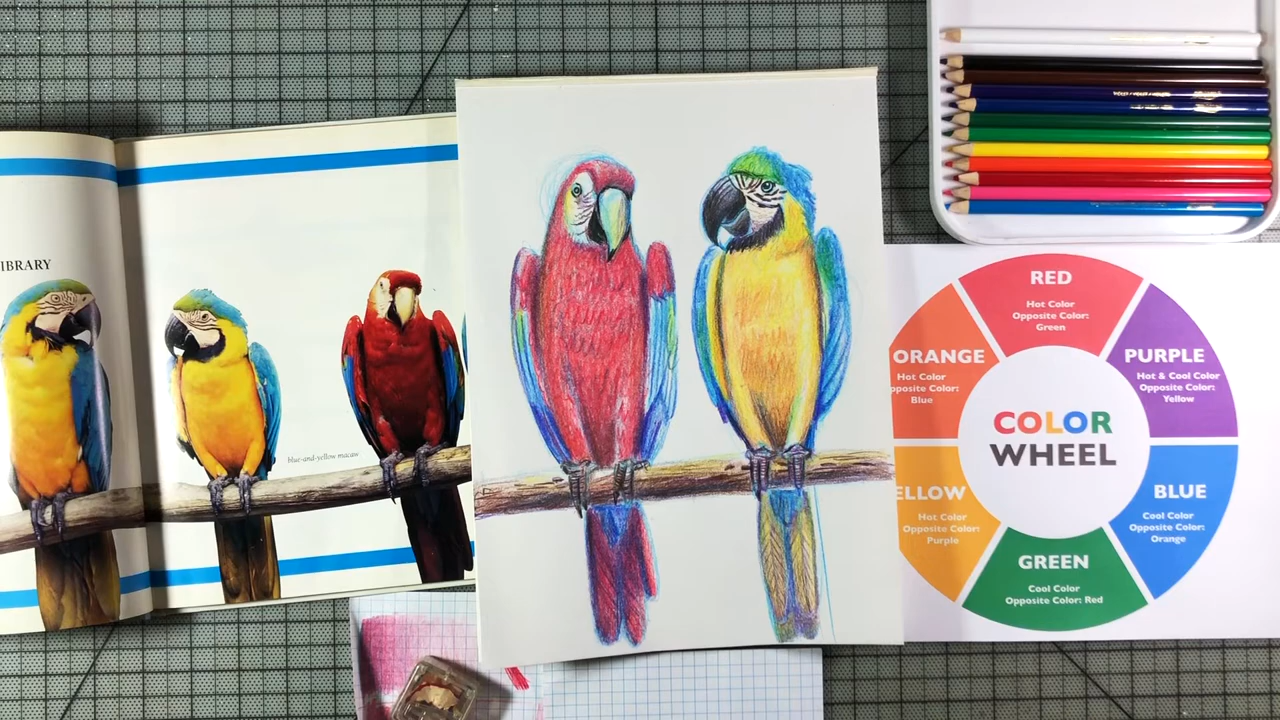 IBRARY
blue-and-yellow macaw
RED
Hot Color
Opposite Color:
Green
ORANGE
Hot Color
pposite Color:
Blue
PURPLE
Hot & Cool Color
Opposite Color:
Yellow
COLOR
WHEEL
ELLOW
Hot Color
Opposite Color:
Purple
BLUE
Cool Color
Opposite Color:
Orange
GREEN
Cool Color
Opposite Color: Red